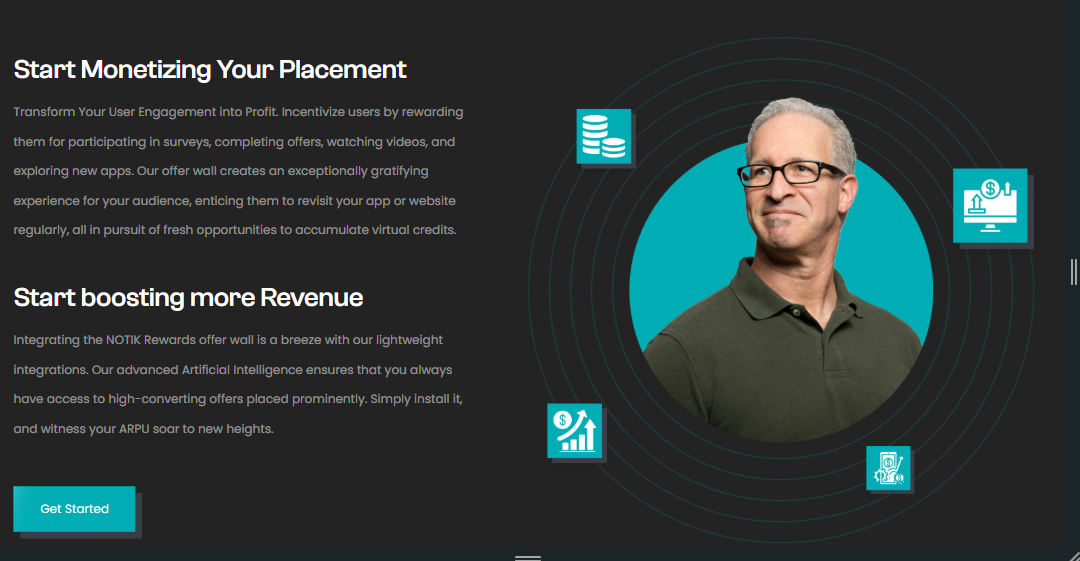 Start Monetizing Your Placement
Transform Your User Engagement into Profit. Incentivize users by rewarding
them for participating in surveys, completing offers, watching videos, and
exploring new apps. Our offer wall creates an exceptionally gratifying
experience for your audience, enticing them to revisit your app or website
regularly, all in pursuit of fresh opportunities to accumulate virtual credits.
Start boosting more Revenue
Integrating the NOTIK Rewards offer wall is a breeze with our lightweight
integrations. Our advanced Artificial Intelligence ensures that you always
have access to high-converting offers placed prominently. Simply install it,
and witness your ARPU soar to new heights.
Get Started